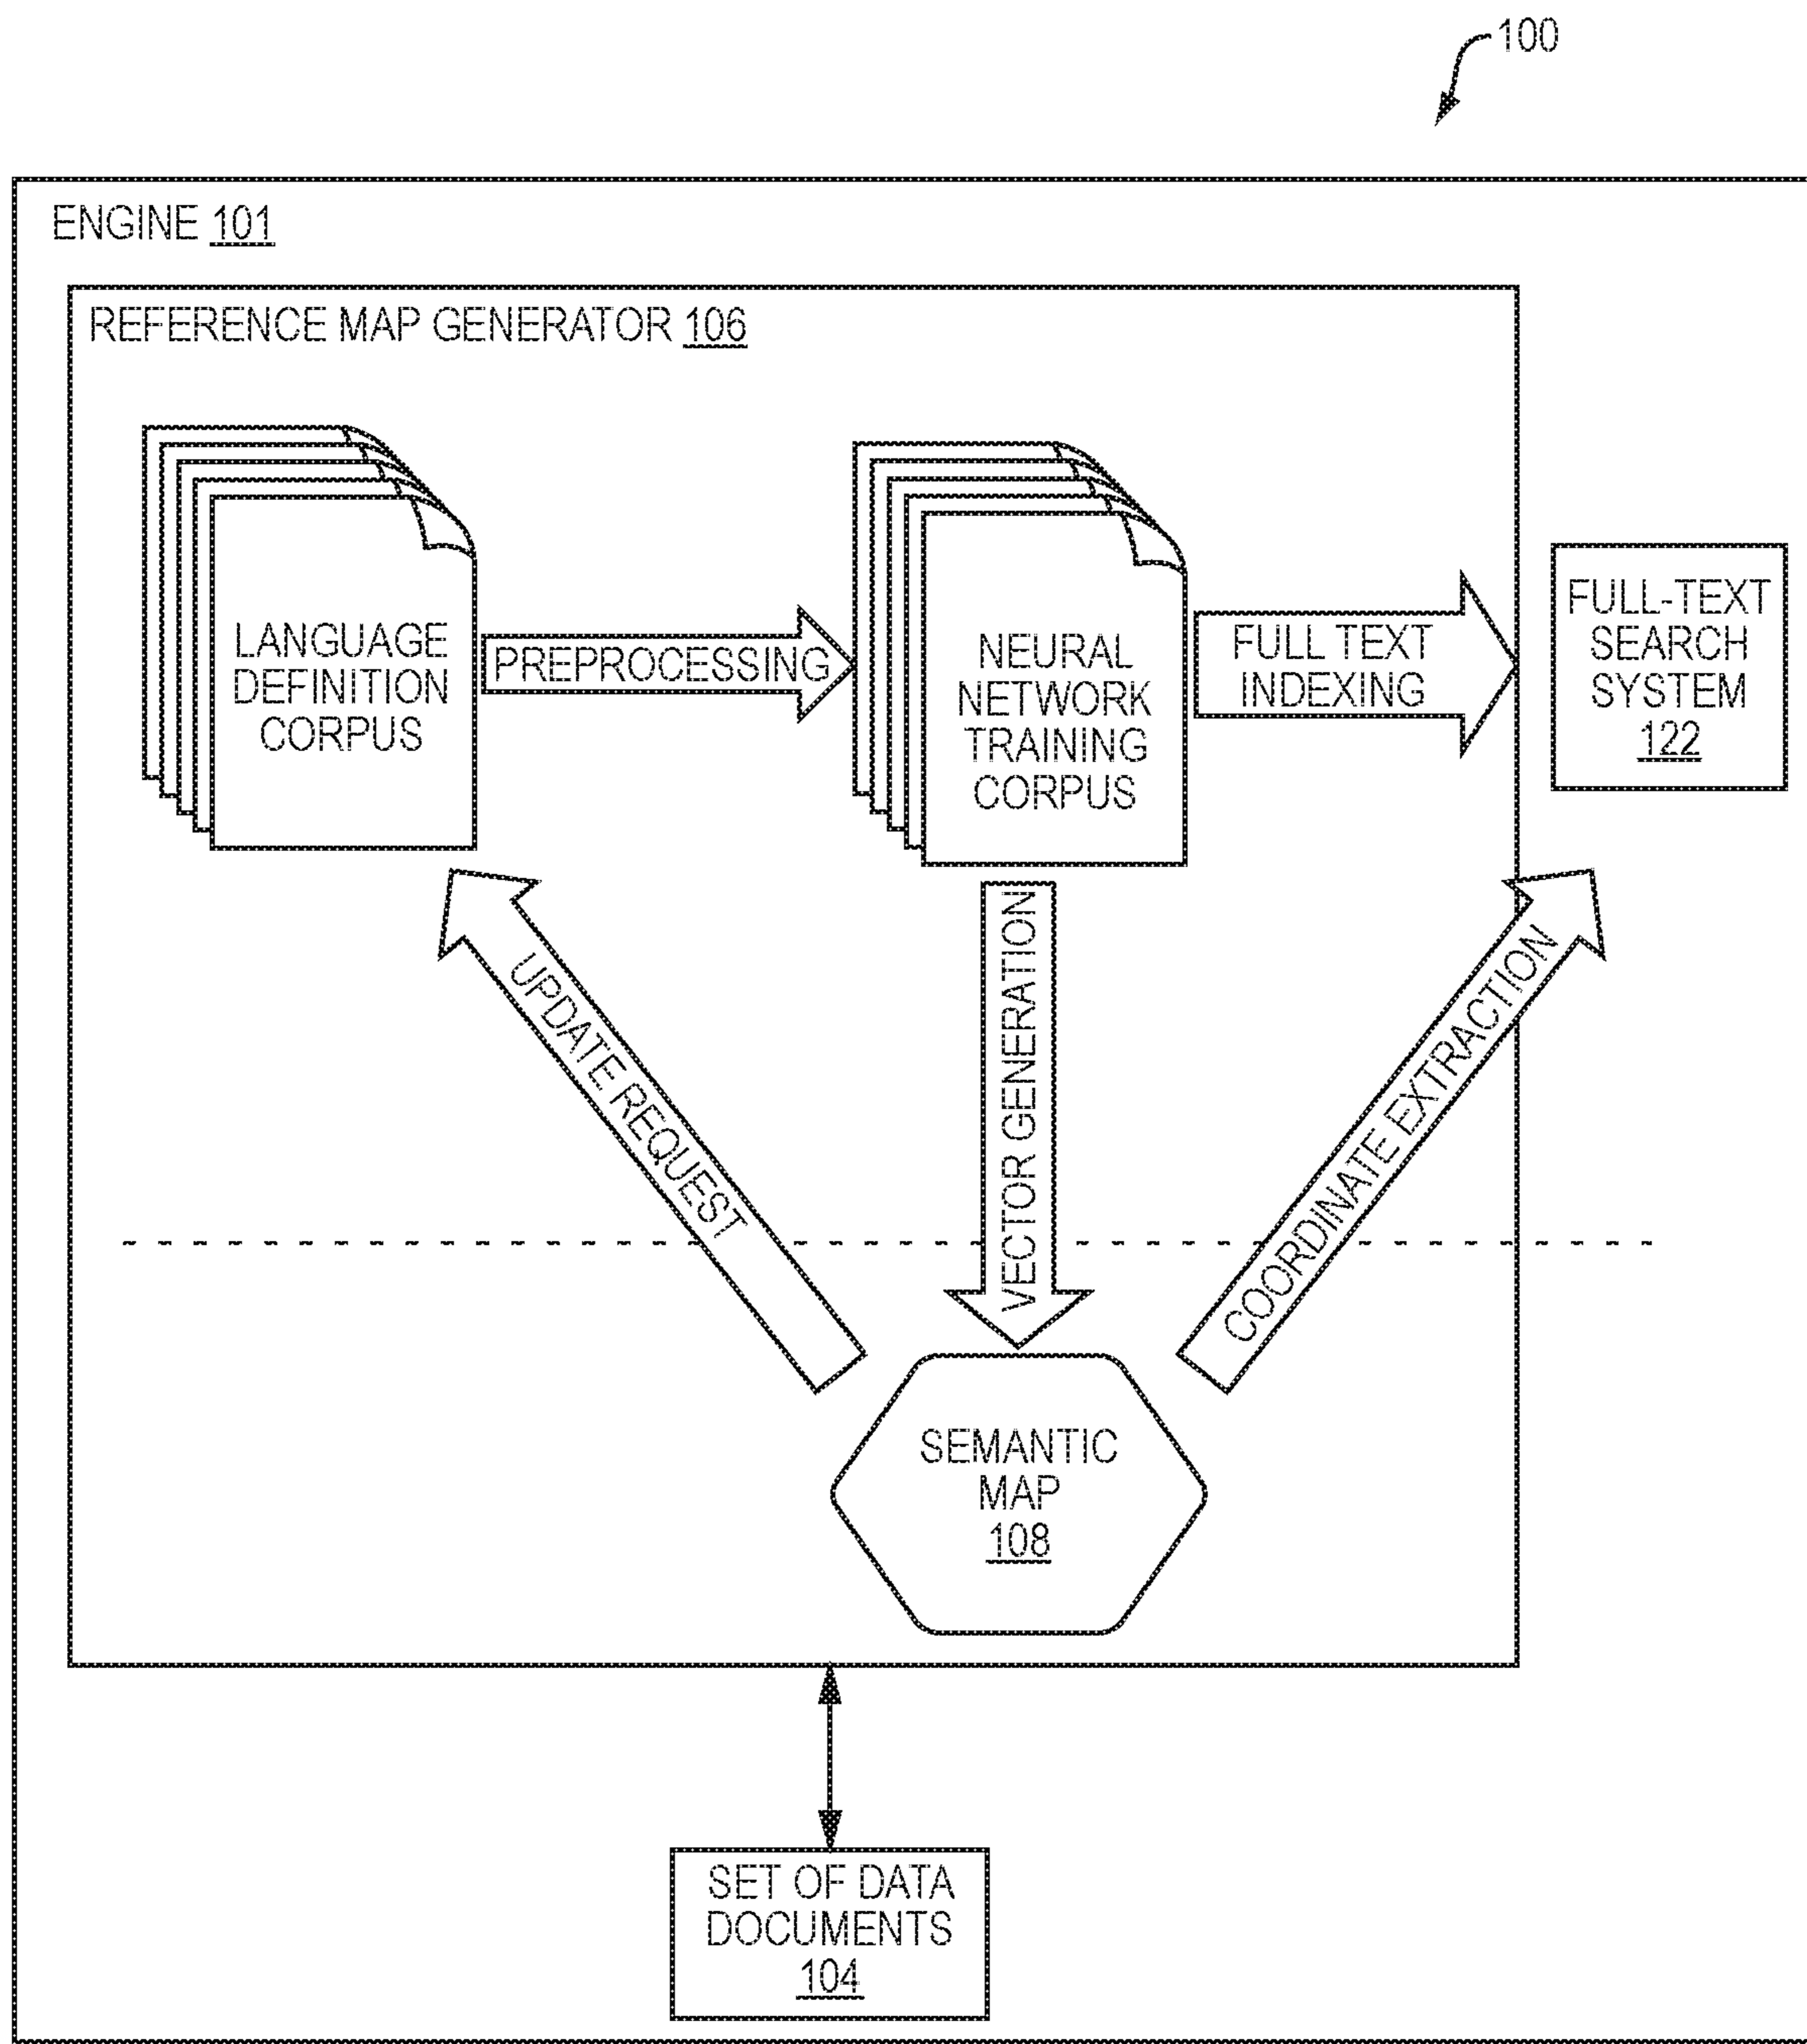 100
ENGINE 101
REFERENCE MAP GENERATOR 106
LANGUAGE
DEFINITION
CORPUS
PREPROCESSING
NEURAL
NETWORK
TRAINING
CORPUS
FULL TEXT
INDEXING
FULL-TEXT
SEARCH
SYSTEM
122
UPDATE REQUEST
VECTOR GENERATION
COORDINATE EXTRACTION
SEMANTIC
MAP
108
SET OF DATA
DOCUMENTS
104